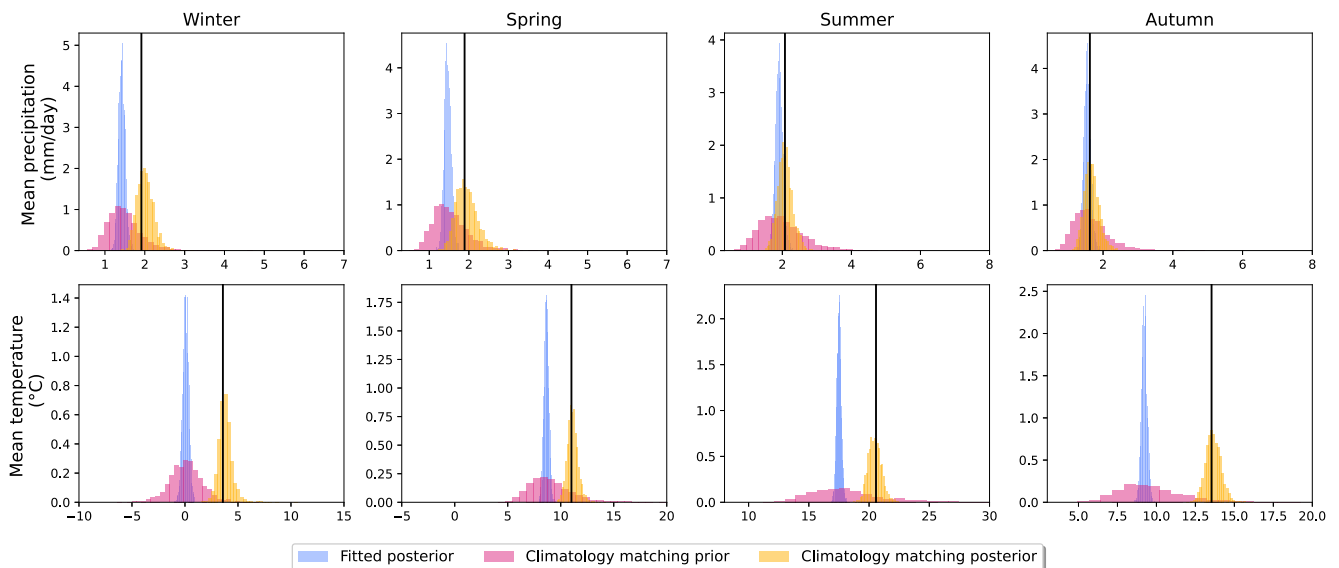 Winter
Spring
Summer
Autumn
Mean precipitation
(mm/day)
5
4
3
2
1
0
1 2 3 4 5 6 7
4
3
2
1
0
1 2 3 4 5 6 7
4
3
2
1
0
2 4 6 8
4
3
2
1
0
2 4 6 8
Mean temperature
(°C)
1.4
1.2
1.0
0.8
0.6
0.4
0.2
0.0
−10 −5 0 5 10 15
1.75
1.50
1.25
1.00
0.75
0.50
0.25
0.00
−5 0 5 10 15 20
2.0
1.5
1.0
0.5
0.0
10 15 20 25 30
2.5
2.0
1.5
1.0
0.5
0.0
5.0 7.5 10.0 12.5 15.0 17.5 20.0
Fitted posterior
Climatology matching prior
Climatology matching posterior